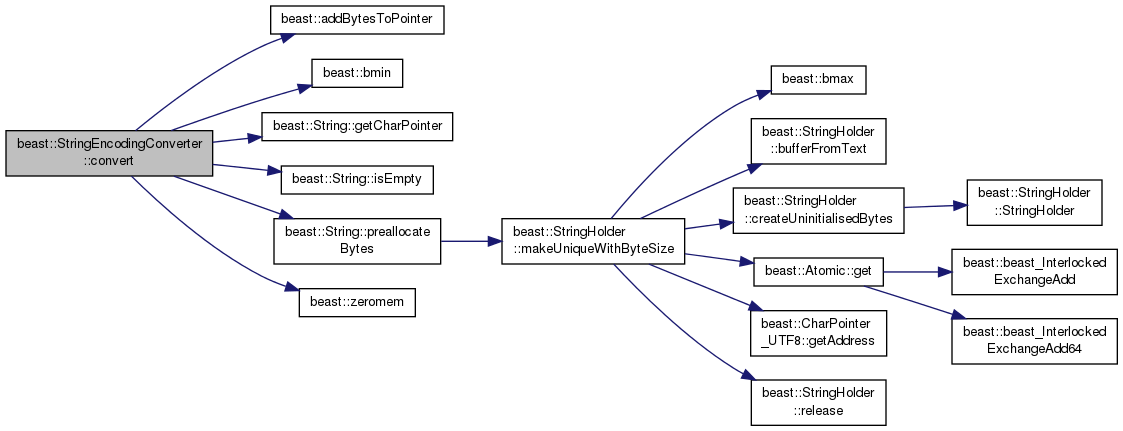 beast::addBytesToPointer
beast::bmin
beast::String::getCharPointer
beast::StringEncodingConverter
::convert
beast::String::isEmpty
beast::String::preallocate
Bytes
beast::zeromem
beast::StringHolder
::makeUniqueWithByteSize
beast::bmax
beast::StringHolder
::bufferFromText
beast::StringHolder
::createUninitialisedBytes
beast::StringHolder
::StringHolder
beast::Atomic::get
beast::beast_Interlocked
ExchangeAdd
beast::beast_Interlocked
ExchangeAdd64
beast::CharPointer
_UTF8::getAddress
beast::StringHolder
::release